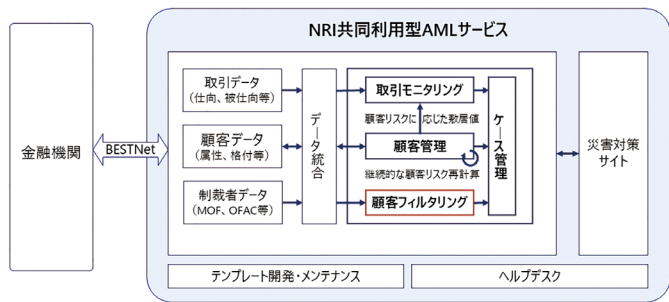 NRI共同利用型AMLサービス
金融機関
BESTNet
取引データ
(仕向、被仕向等)
顧客データ
(属性、格付等)
制裁者データ
(MOF、OFAC等)
データ統合
取引モニタリング
顧客リスクに 応じた敷居値
顧客管理
継続的な顧客リスク再計算
顧客フィルタリング
ケース管理
災害対策
サイト
テンプレート開発・メンテナンス
ヘルプデスク